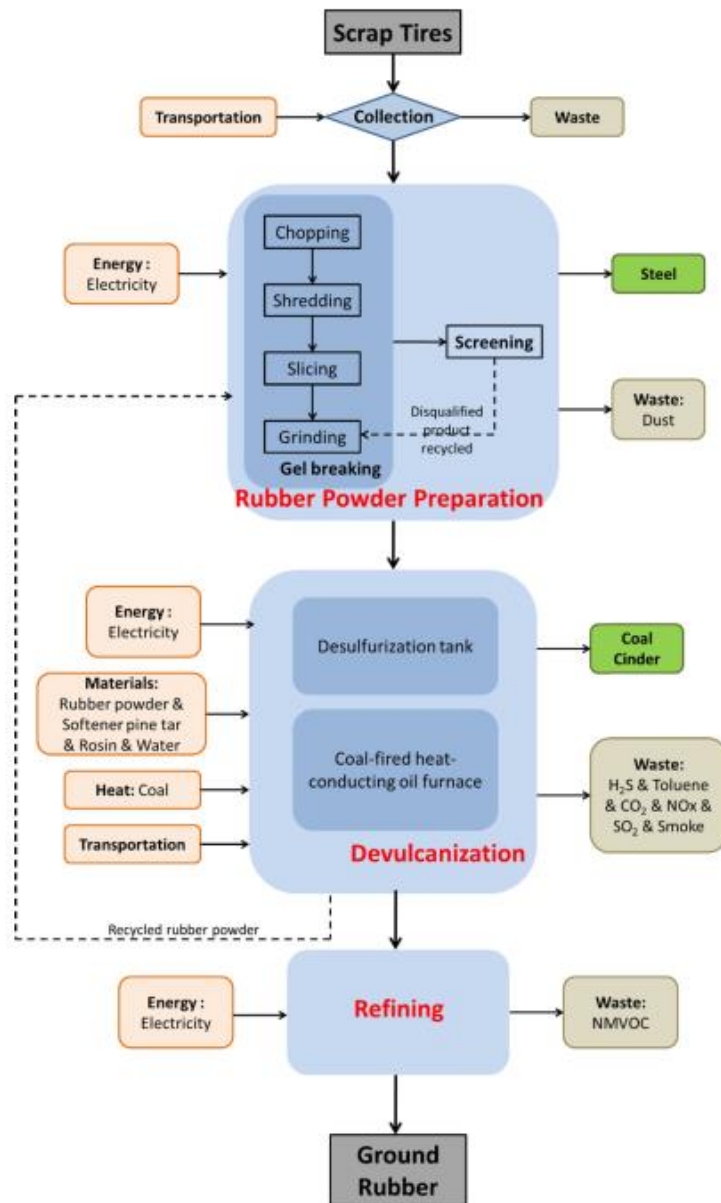 Scrap Tires
Transportation
Collection
Waste
Chopping
Energy :
Electricity
Steel
Shredding
Screening
Slicing
Waste:
Dust
Disqualified
product
recycled
Grinding
Gel breaking
Rubber Powder Preparation
Energy :
Electricity
Desulfurization tank
Coal
Cinder
Materials:
Rubber powder &
Softener pine tar
& Rosin & Water
Coal-fired heat-
conducting oil furnace
Waste:
H₂S & Toluene
& CO₂ & NOx &
SO₂ & Smoke
Heat: Coal
Transportation
Devulcanization
Recycled rubber powder
Energy :
Electricity
Refining
Waste:
NMVOC
Ground
Rubber